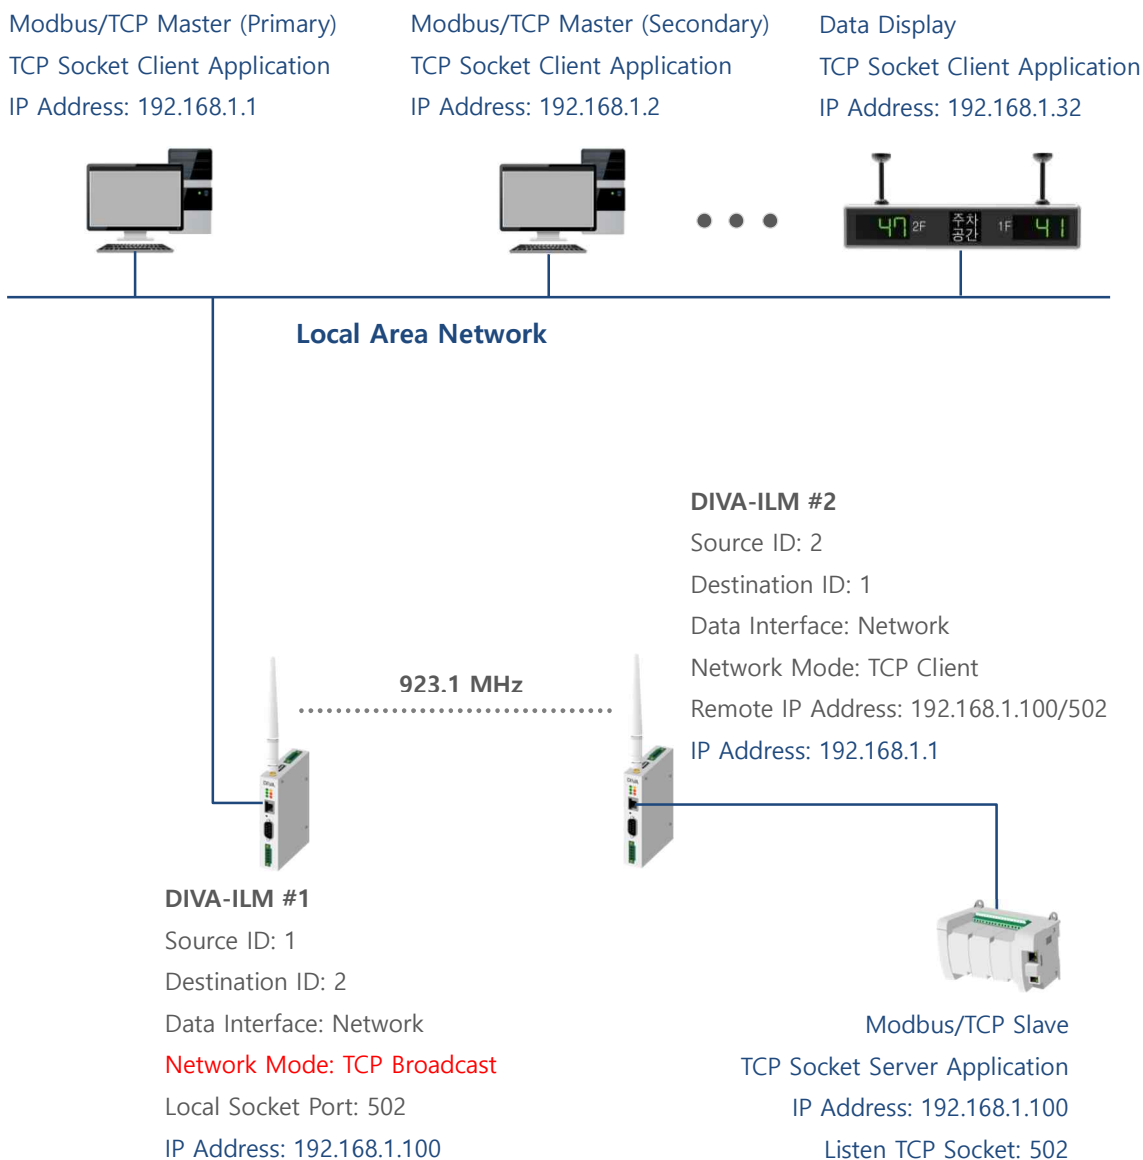 Modbus/TCP Master (Primary)
TCP Socket Client Application
IP Address: 192.168.1.1
Modbus/TCP Master (Secondary)
TCP Socket Client Application
IP Address: 192.168.1.2
Data Display
TCP Socket Client Application
IP Address: 192.168.1.32
47 2F 주차 공간 1F 41
Local Area Network
DIVA-ILM #2
Source ID: 2
Destination ID: 1
Data Interface: Network
Network Mode: TCP Client
Remote IP Address: 192.168.1.100/502
IP Address: 192.168.1.1
923.1 MHz
DIVA
DIVA
DIVA-ILM #1
Source ID: 1
Destination ID: 2
Data Interface: Network
Network Mode: TCP Broadcast
Local Socket Port: 502
IP Address: 192.168.1.100
Modbus/TCP Slave
TCP Socket Server Application
IP Address: 192.168.1.100
Listen TCP Socket: 502